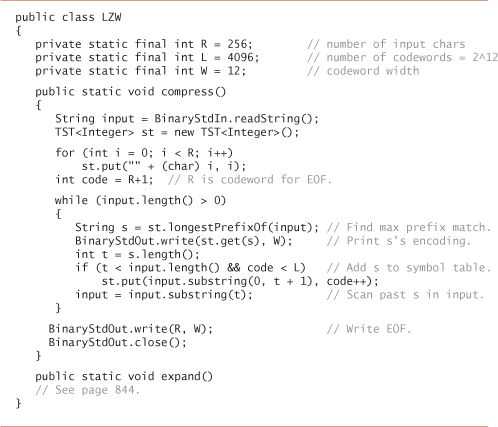 public class LZW
{
private static final int R = 256; // number of input chars
private static final int L = 4096; // number of codewords = 2^12
private static final int W = 12; // codeword width
public static void compress()
{
String input = BinaryStdIn.readString();
TST<Integer> st = new TST<Integer>();
for (int i = 0; i < R; i++)
st.put("" + (char) i, i);
int code = R+1; // R is codeword for EOF.
while (input.length() > 0)
{
String s = st.longestPrefixOf(input); // Find max prefix match.
BinaryStdOut.write(st.get(s), W); // Print s's encoding.
int t = s.length();
if (t < input.length() && code < L) // Add s to symbol table.
st.put(input.substring(0, t + 1), code++);
input = input.substring(t); // Scan past s in input.
}
BinaryStdOut.write(R, W); // Write EOF.
BinaryStdOut.close();
}
public static void expand()
// See page 844.
}